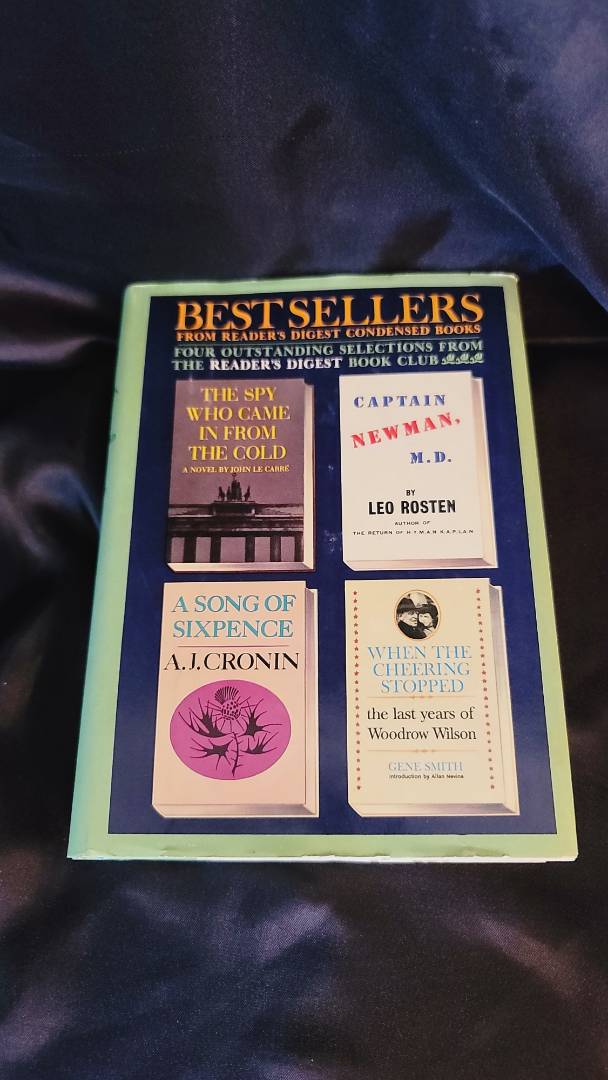 BEST SELLERS
FROM READER'S DIGEST CONDENSED BOOKS
FOUR OUTSTANDING SELECTIONS FROM
THE READER'S DIGEST BOOK CLUB
THE SPY
WHO CAME
IN FROM
THE COLD
A NOVEL BY JOHN LE CARRÉ
CAPTAIN
NEWMAN,
M.D.
BY
LEO ROSTEN
AUTHOR OF
THE RETURN OF H*Y*M*A*N K*A*P*L*A*N
A SONG OF
SIXPENCE
A.J. CRONIN
WHEN THE
CHEERING
STOPPED
the last years of
Woodrow Wilson
GENE SMITH
Introduction by Allan Nevins